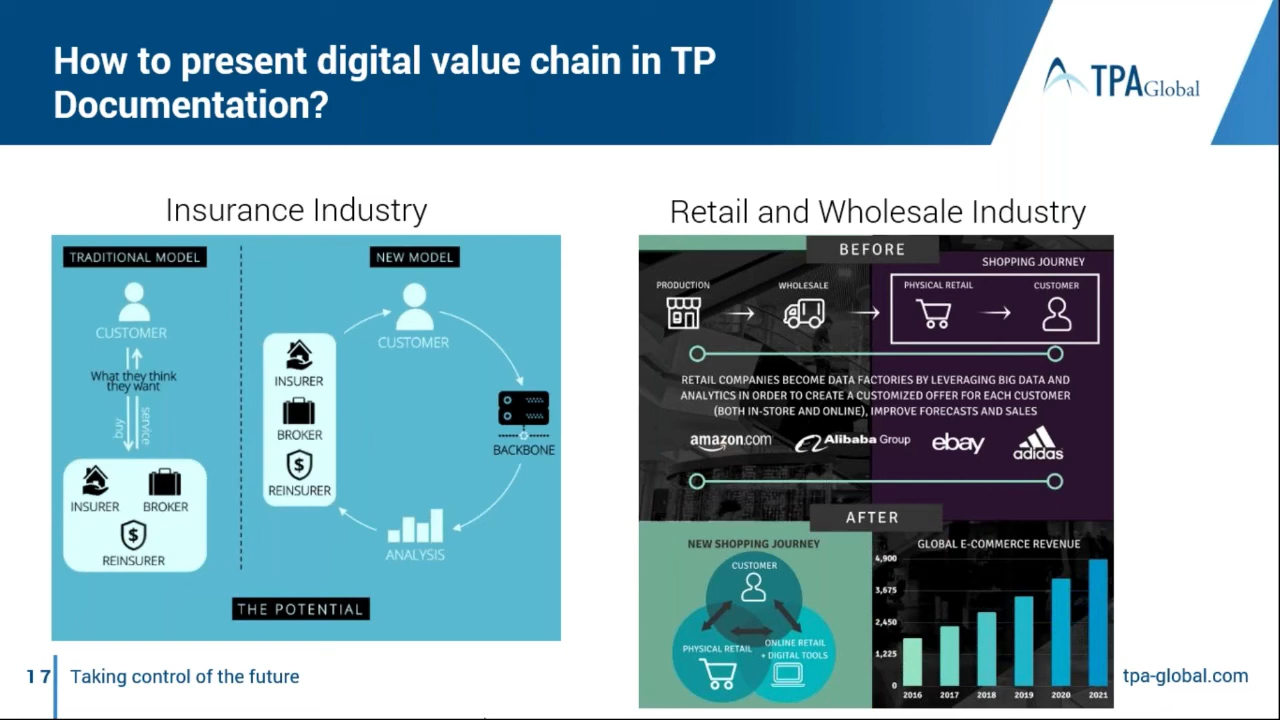 How to present digital value chain in TP
Documentation?
TPAGlobal
Insurance Industry
TRADITIONAL MODEL
CUSTOMER
What they think
they want
Buy
service
INSURER
BROKER
REINSURER
NEW MODEL
CUSTOMER
INSURER
BROKER
REINSURER
BACKBONE
ANALYSIS
THE POTENTIAL
Retail and Wholesale Industry
BEFORE
SHOPPING JOURNEY
PRODUCTION
WHOLESALE
PHYSICAL RETAIL
CUSTOMER
RETAIL COMPANIES BECOME DATA FACTORIES BY LEVERAGING BIG DATA AND
ANALYTICS IN ORDER TO CREATE A CUSTOMIZED OFFER FOR EACH CUSTOMER
(BOTH IN-STORE AND ONLINE), IMPROVE FORECASTS AND SALES
amazon.com
Alibaba Group
ebay
adidas
AFTER
NEW SHOPPING JOURNEY
CUSTOMER
PHYSICAL RETAIL
ONLINE RETAIL
+ DIGITAL TOOLS
GLOBAL E-COMMERCE REVENUE
4,900
3,675
2,450
1,225
0
2016 2017 2018 2019 2020 2021
17
Taking control of the future
tpa-global.com